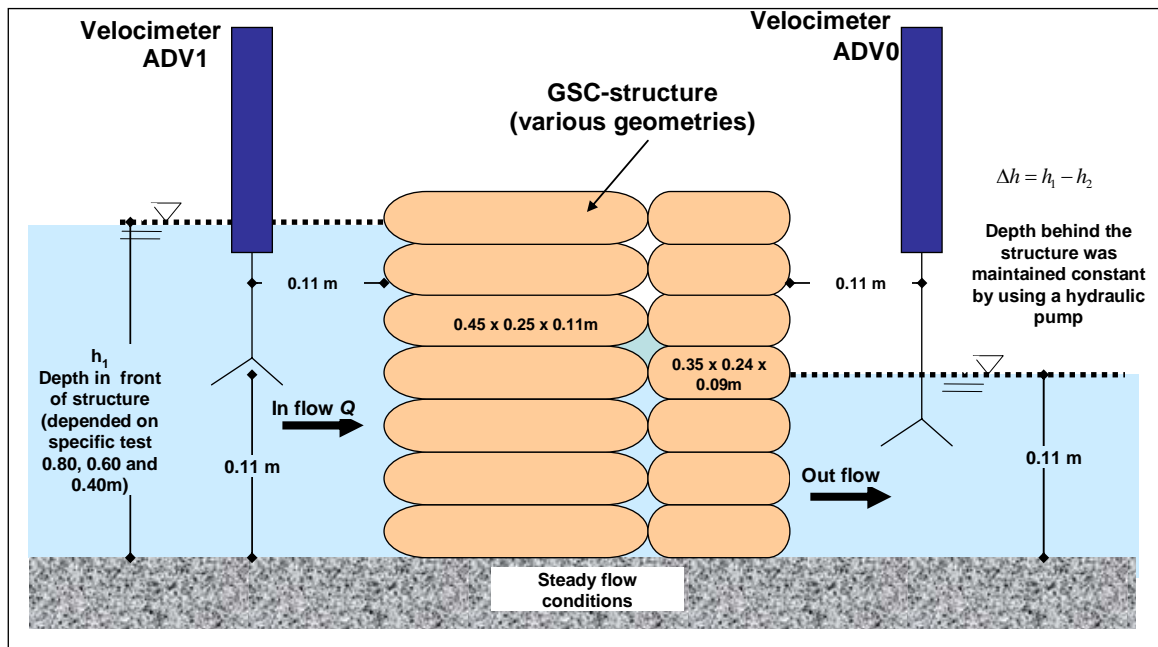 Velocimeter
ADV1
Velocimeter
ADV0
GSC-structure
(various geometries)
Δh = h₁ − h₂
Depth behind the
structure was
maintained constant
by using a hydraulic
pump
0.11 m
0.11 m
0.45 x 0.25 x 0.11m
0.35 x 0.24 x
0.09m
h₁
Depth in front
of structure
(depended on
specific test
0.80, 0.60 and
0.40m)
In flow Q
0.11 m
Out flow
0.11 m
Steady flow
conditions